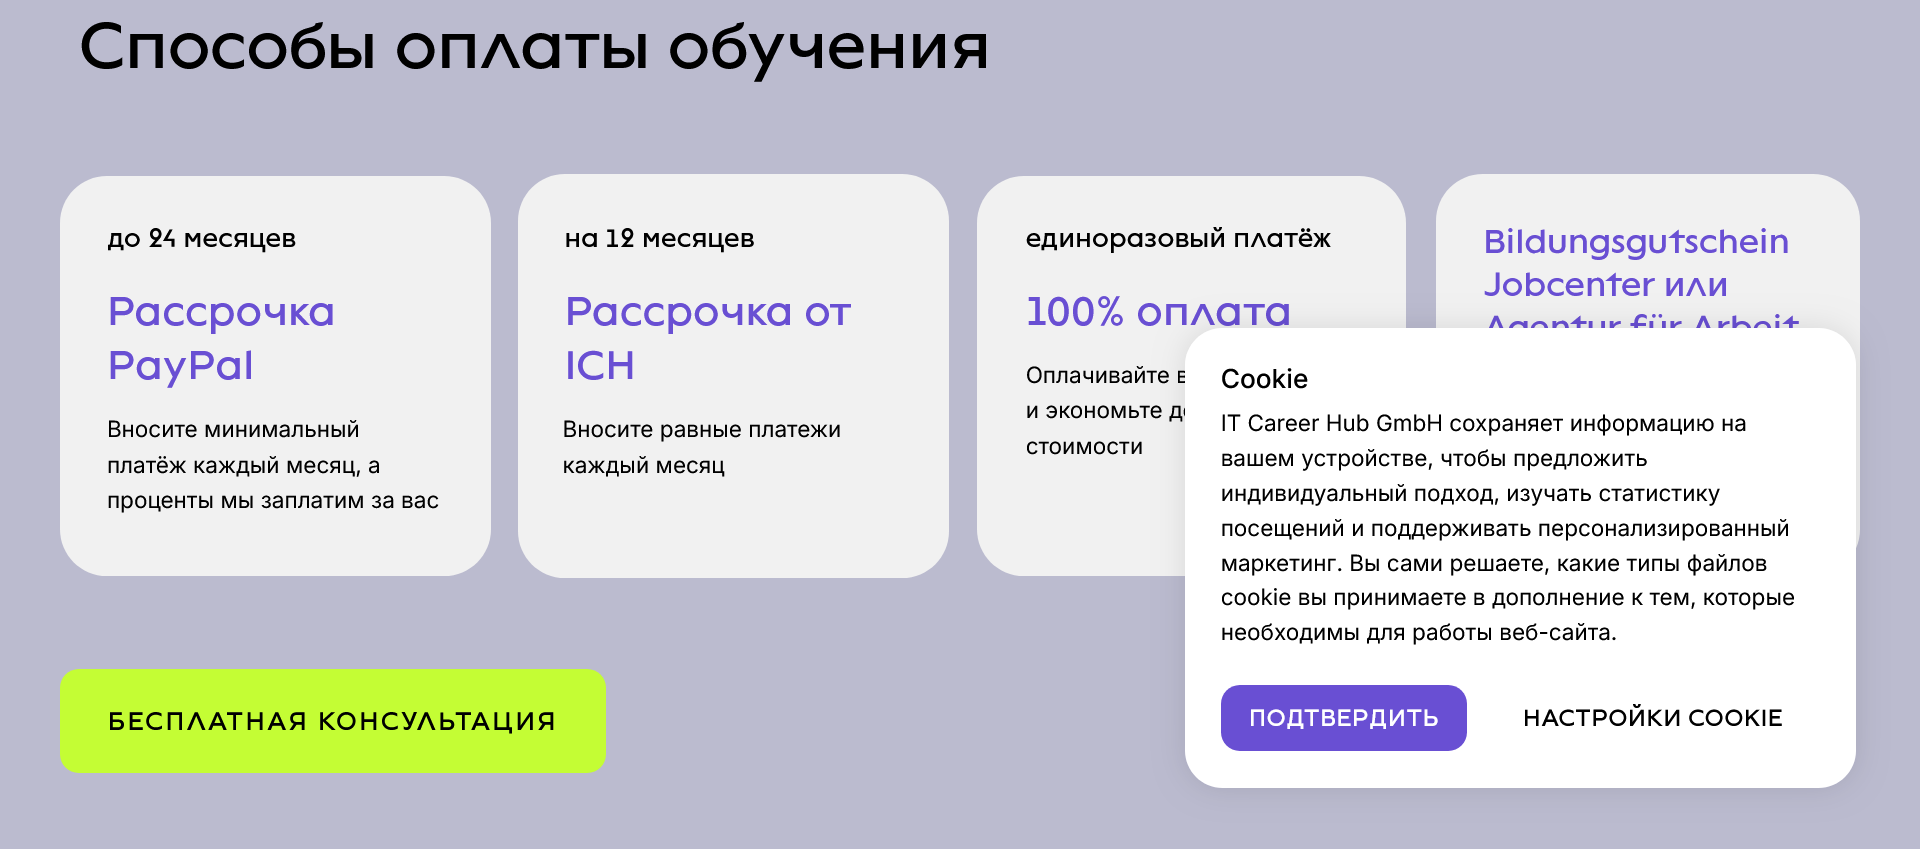 Способы оплаты обучения
до 24 месяцев
Рассрочка
PayPal
Вносите минимальный
платёж каждый месяц, а
проценты мы заплатим за вас
на 12 месяцев
Рассрочка от
ICH
Вносите равные платежи
каждый месяц
единоразовый платёж
100% оплата
Оплачивайте
и экономьте
стоимости
Bildungsgutschein
Jobcenter или
Agentur für Arbeit
Cookie
IT Career Hub GmbH сохраняет информацию на
вашем устройстве, чтобы предложить
индивидуальный подход, изучать статистику
посещений и поддерживать персонализированный
маркетинг. Вы сами решаете, какие типы файлов
cookie вы принимаете в дополнение к тем, которые
необходимы для работы веб-сайта.
ПОДТВЕРДИТЬ
НАСТРОЙКИ COOKIE
БЕСПЛАТНАЯ КОНСУЛЬТАЦИЯ